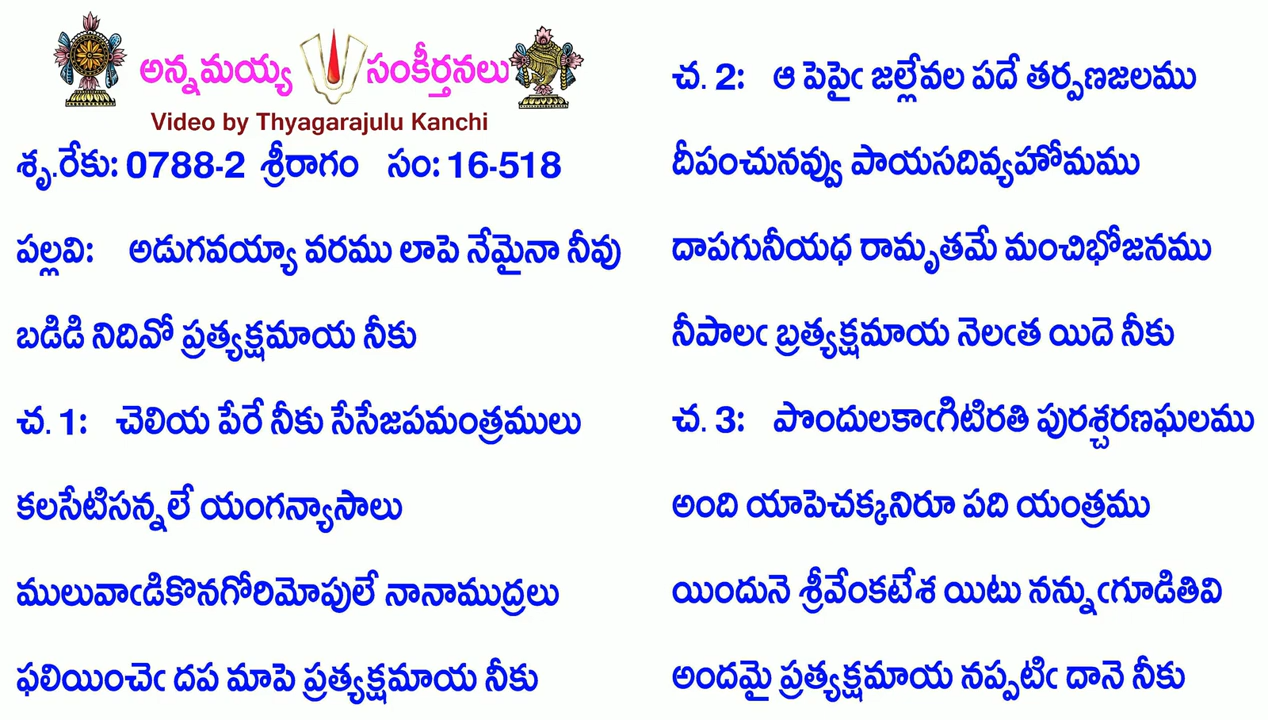 అన్నమయ్య సంకీర్తనలు
Video by Thyagarajulu Kanchi
శృ.రేకు: 0788-2 శ్రీరాగం సం: 16-518
పల్లవి: అడుగవయ్యా వరము లాపె నేమైనా నీవు
బడిడి నిదివో ప్రత్యక్షమాయ నీకు
చ. 1: చెలియ పేరే నీకు సేసేజపమంత్రములు
కలసేటిసన్నలే యంగన్యాసాలు
ములువాఁడికొనగోరిమోపులే నానాముద్రలు
ఫలియించెఁ దప మాపె ప్రత్యక్షమాయ నీకు
చ. 2: ఆ పెపైఁ జల్లేవల పదే తర్పణజలము
దీపంచునవ్వు పాయసదివ్యహోమము
దాపగునీయధ రామృతమే మంచిభోజనము
నీపాలఁ బ్రత్యక్షమాయ నెలఁత యిదె నీకు
చ. 3: పొందులకాఁగిటిరతి పురశ్చరణఘలము
అంది యాపెచక్కనిరూ పది యంత్రము
యిందునె శ్రీవేంకటేశ యిటు నన్నుఁగూడితివి
అందమై ప్రత్యక్షమాయ నప్పటిఁ దానె నీకు